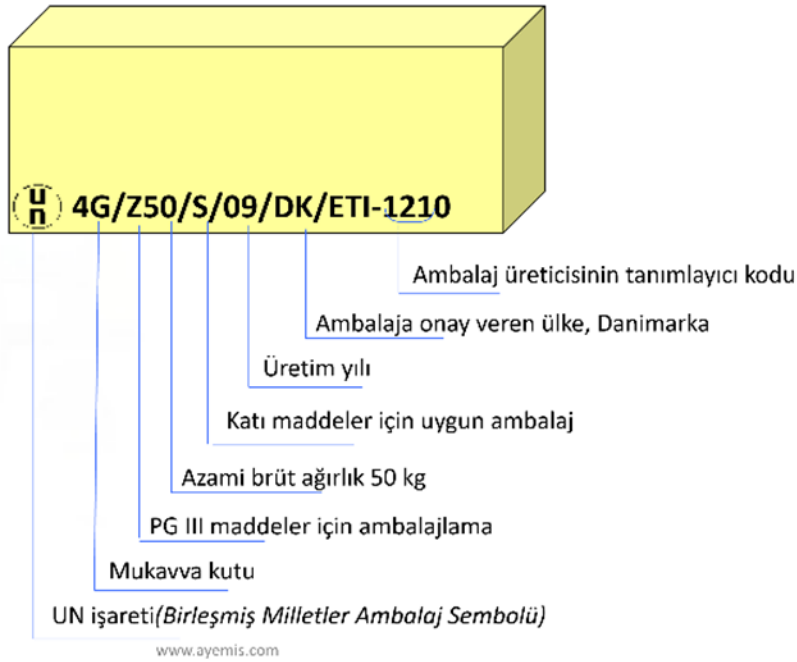 un 4G/Z50/S/09/DK/ETI-1210
Ambalaj üreticisinin tanımlayıcı kodu
Ambalaja onay veren ülke, Danimarka
Üretim yılı
Katı maddeler için uygun ambalaj
Azami brüt ağırlık 50 kg
PG III maddeler için ambalajlama
Mukavva kutu
UN işareti(Birleşmiş Milletler Ambalaj Sembolü)
www.ayemis.com